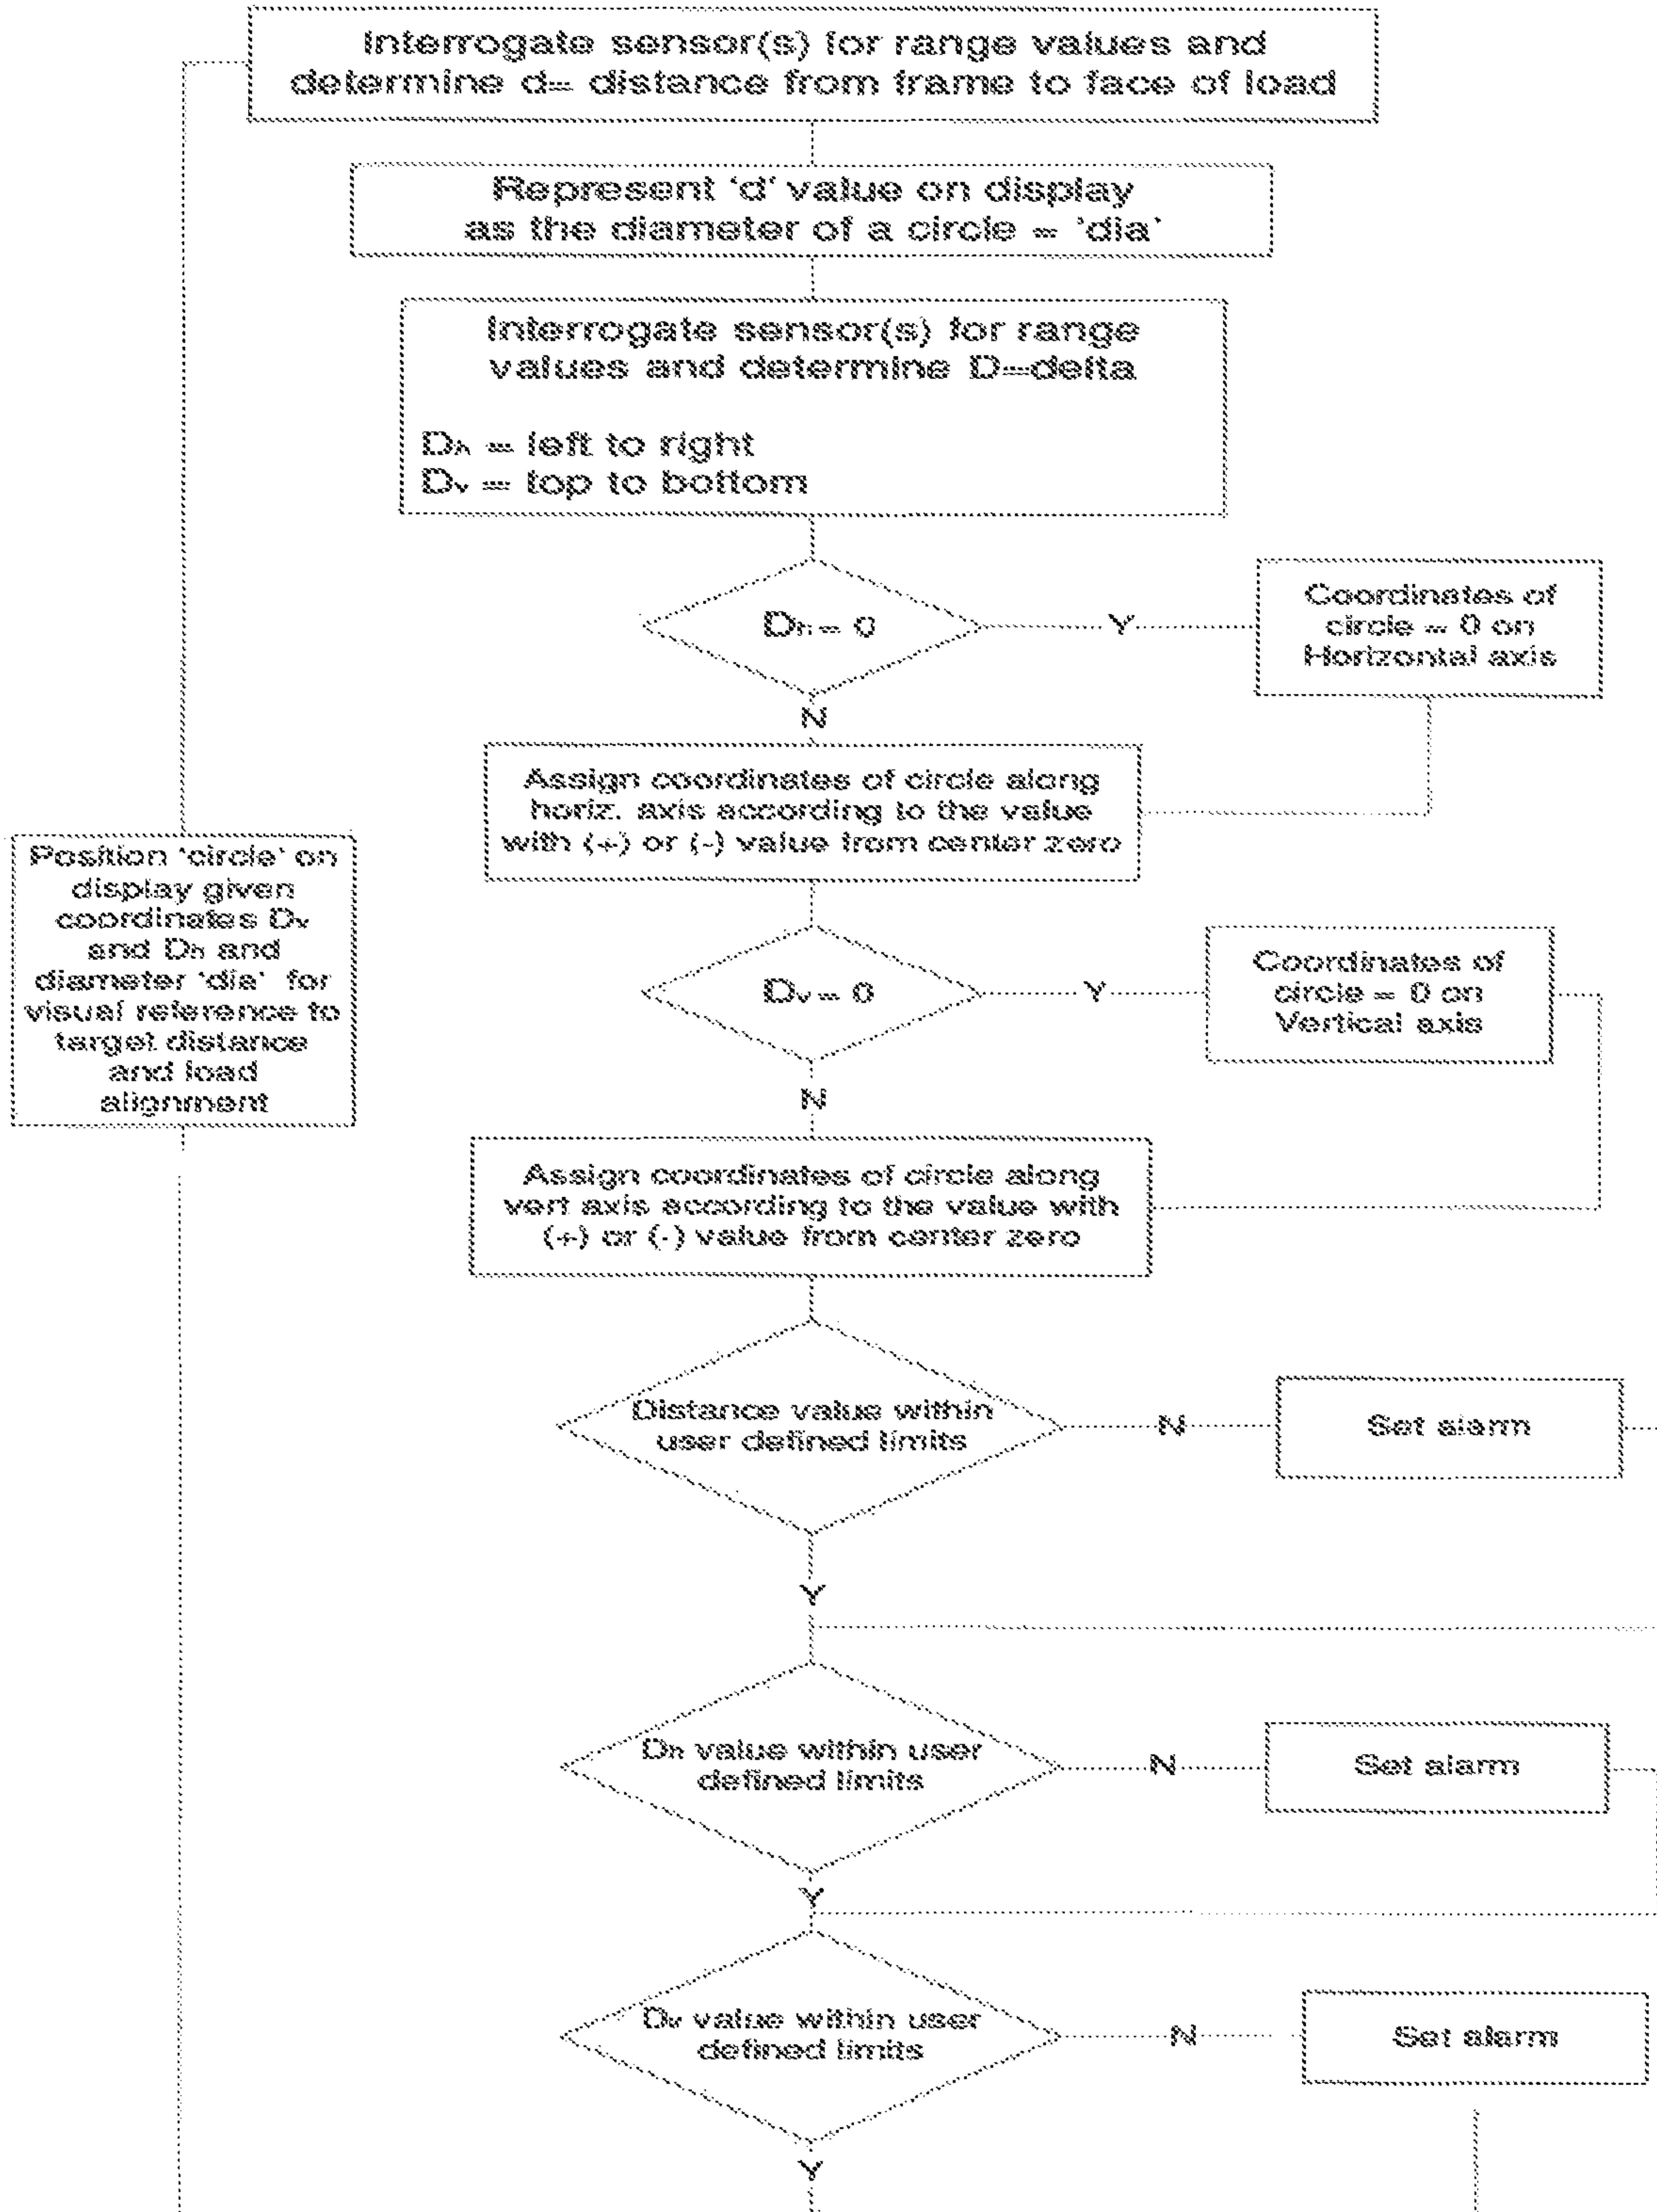 Interrogate sensor(s) for range values and
determine d= distance from frame to face of load
Represent 'd' value on display
as the diameter of a circle = 'dia'
Interrogate sensor(s) for range
values and determine D=delta
Dh = left to right
Dv = top to bottom
Dh = 0
Y
Coordinates of
circle = 0 on
Horizontal axis
N
Assign coordinates of circle along
horiz. axis according to the value
with (+) or (-) value from center zero
Position 'circle' on
display given
coordinates Dv
and Dh and
diameter 'dia' for
visual reference to
target distance
and load
alignment
Dv = 0
Y
Coordinates of
circle = 0 on
Vertical axis
N
Assign coordinates of circle along
vert axis according to the value with
(+) or (-) value from center zero
Distance value within
user defined limits
N
Set alarm
Y
Dh value within user
defined limits
N
Set alarm
Y
Dv value within user
defined limits
N
Set alarm
Y